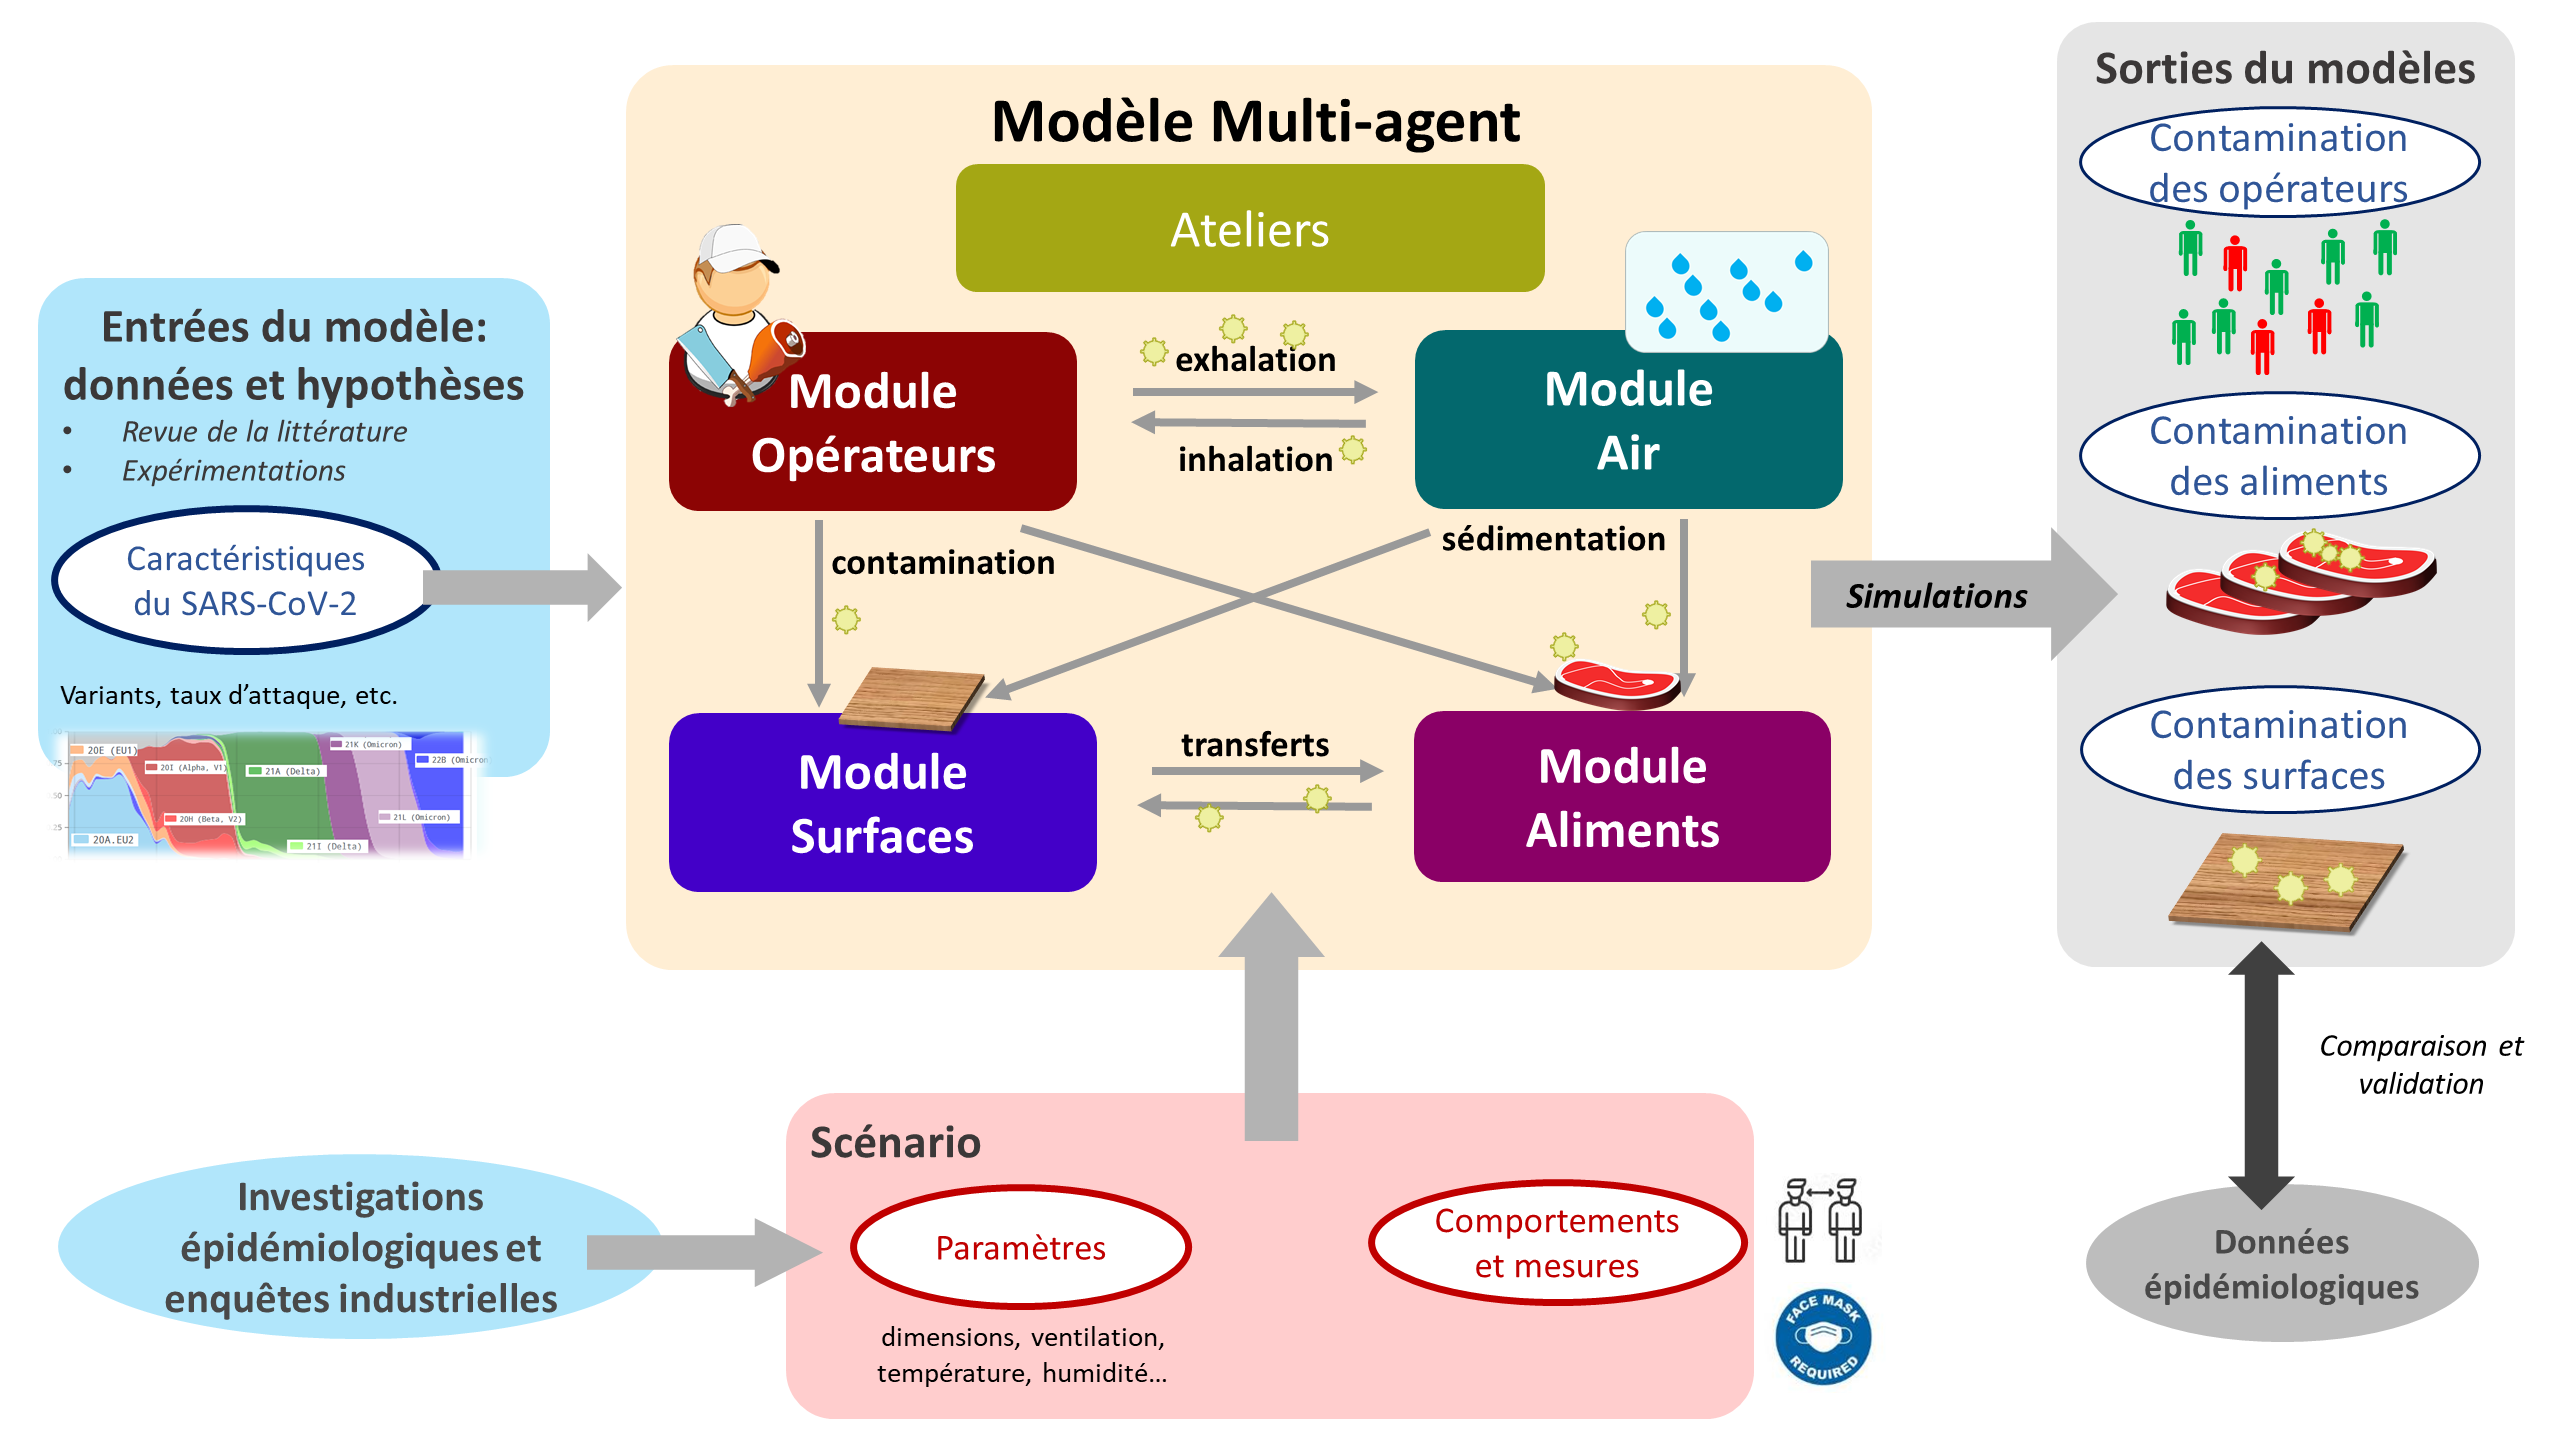 Entrées du modèle:
données et hypothèses
• Revue de la littérature
• Expérimentations
Caractéristiques
du SARS-CoV-2
Variants, taux d’attaque, etc.
20E (EU1)
20I (Alpha, V1)
21A (Delta)
21K (Omicron)
22B (Omicron
20H (Beta, V2)
21L (Omicron)
20A.EU2
21I (Delta)
75
50
25
Modèle Multi-agent
Ateliers
Module
Opérateurs
exhalation
inhalation
Module
Air
contamination
sédimentation
Module
Surfaces
transferts
Module
Aliments
Simulations
Sorties du modèles
Contamination
des opérateurs
Contamination
des aliments
Contamination
des surfaces
Comparaison et
validation
Données
épidémiologiques
Investigations
épidémiologiques et
enquêtes industrielles
Scénario
Paramètres
dimensions, ventilation,
température, humidité...
Comportements
et mesures
FACE MASK
REQUIRED